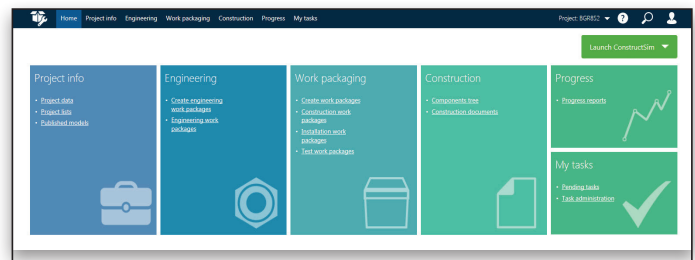 Home Project info Engineering Work packaging Construction Progress My tasks Project: BGR852 ?
Launch ConstructSim
Project info
• Project data
• Project lists
• Published models
Engineering
• Create engineering
work packages
• Engineering work
packages
Work packaging
• Create work packages
• Construction work
packages
• Installation work
packages
• Test work packages
Construction
• Components tree
• Construction documents
Progress
• Progress reports
My tasks
• Pending tasks
• Task administration